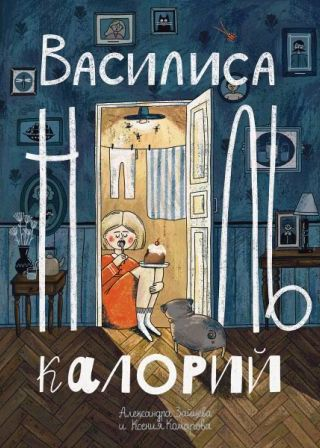 Василиса
НОЛЬ
калорий
Александра Зайцева
и Ксения Комарова